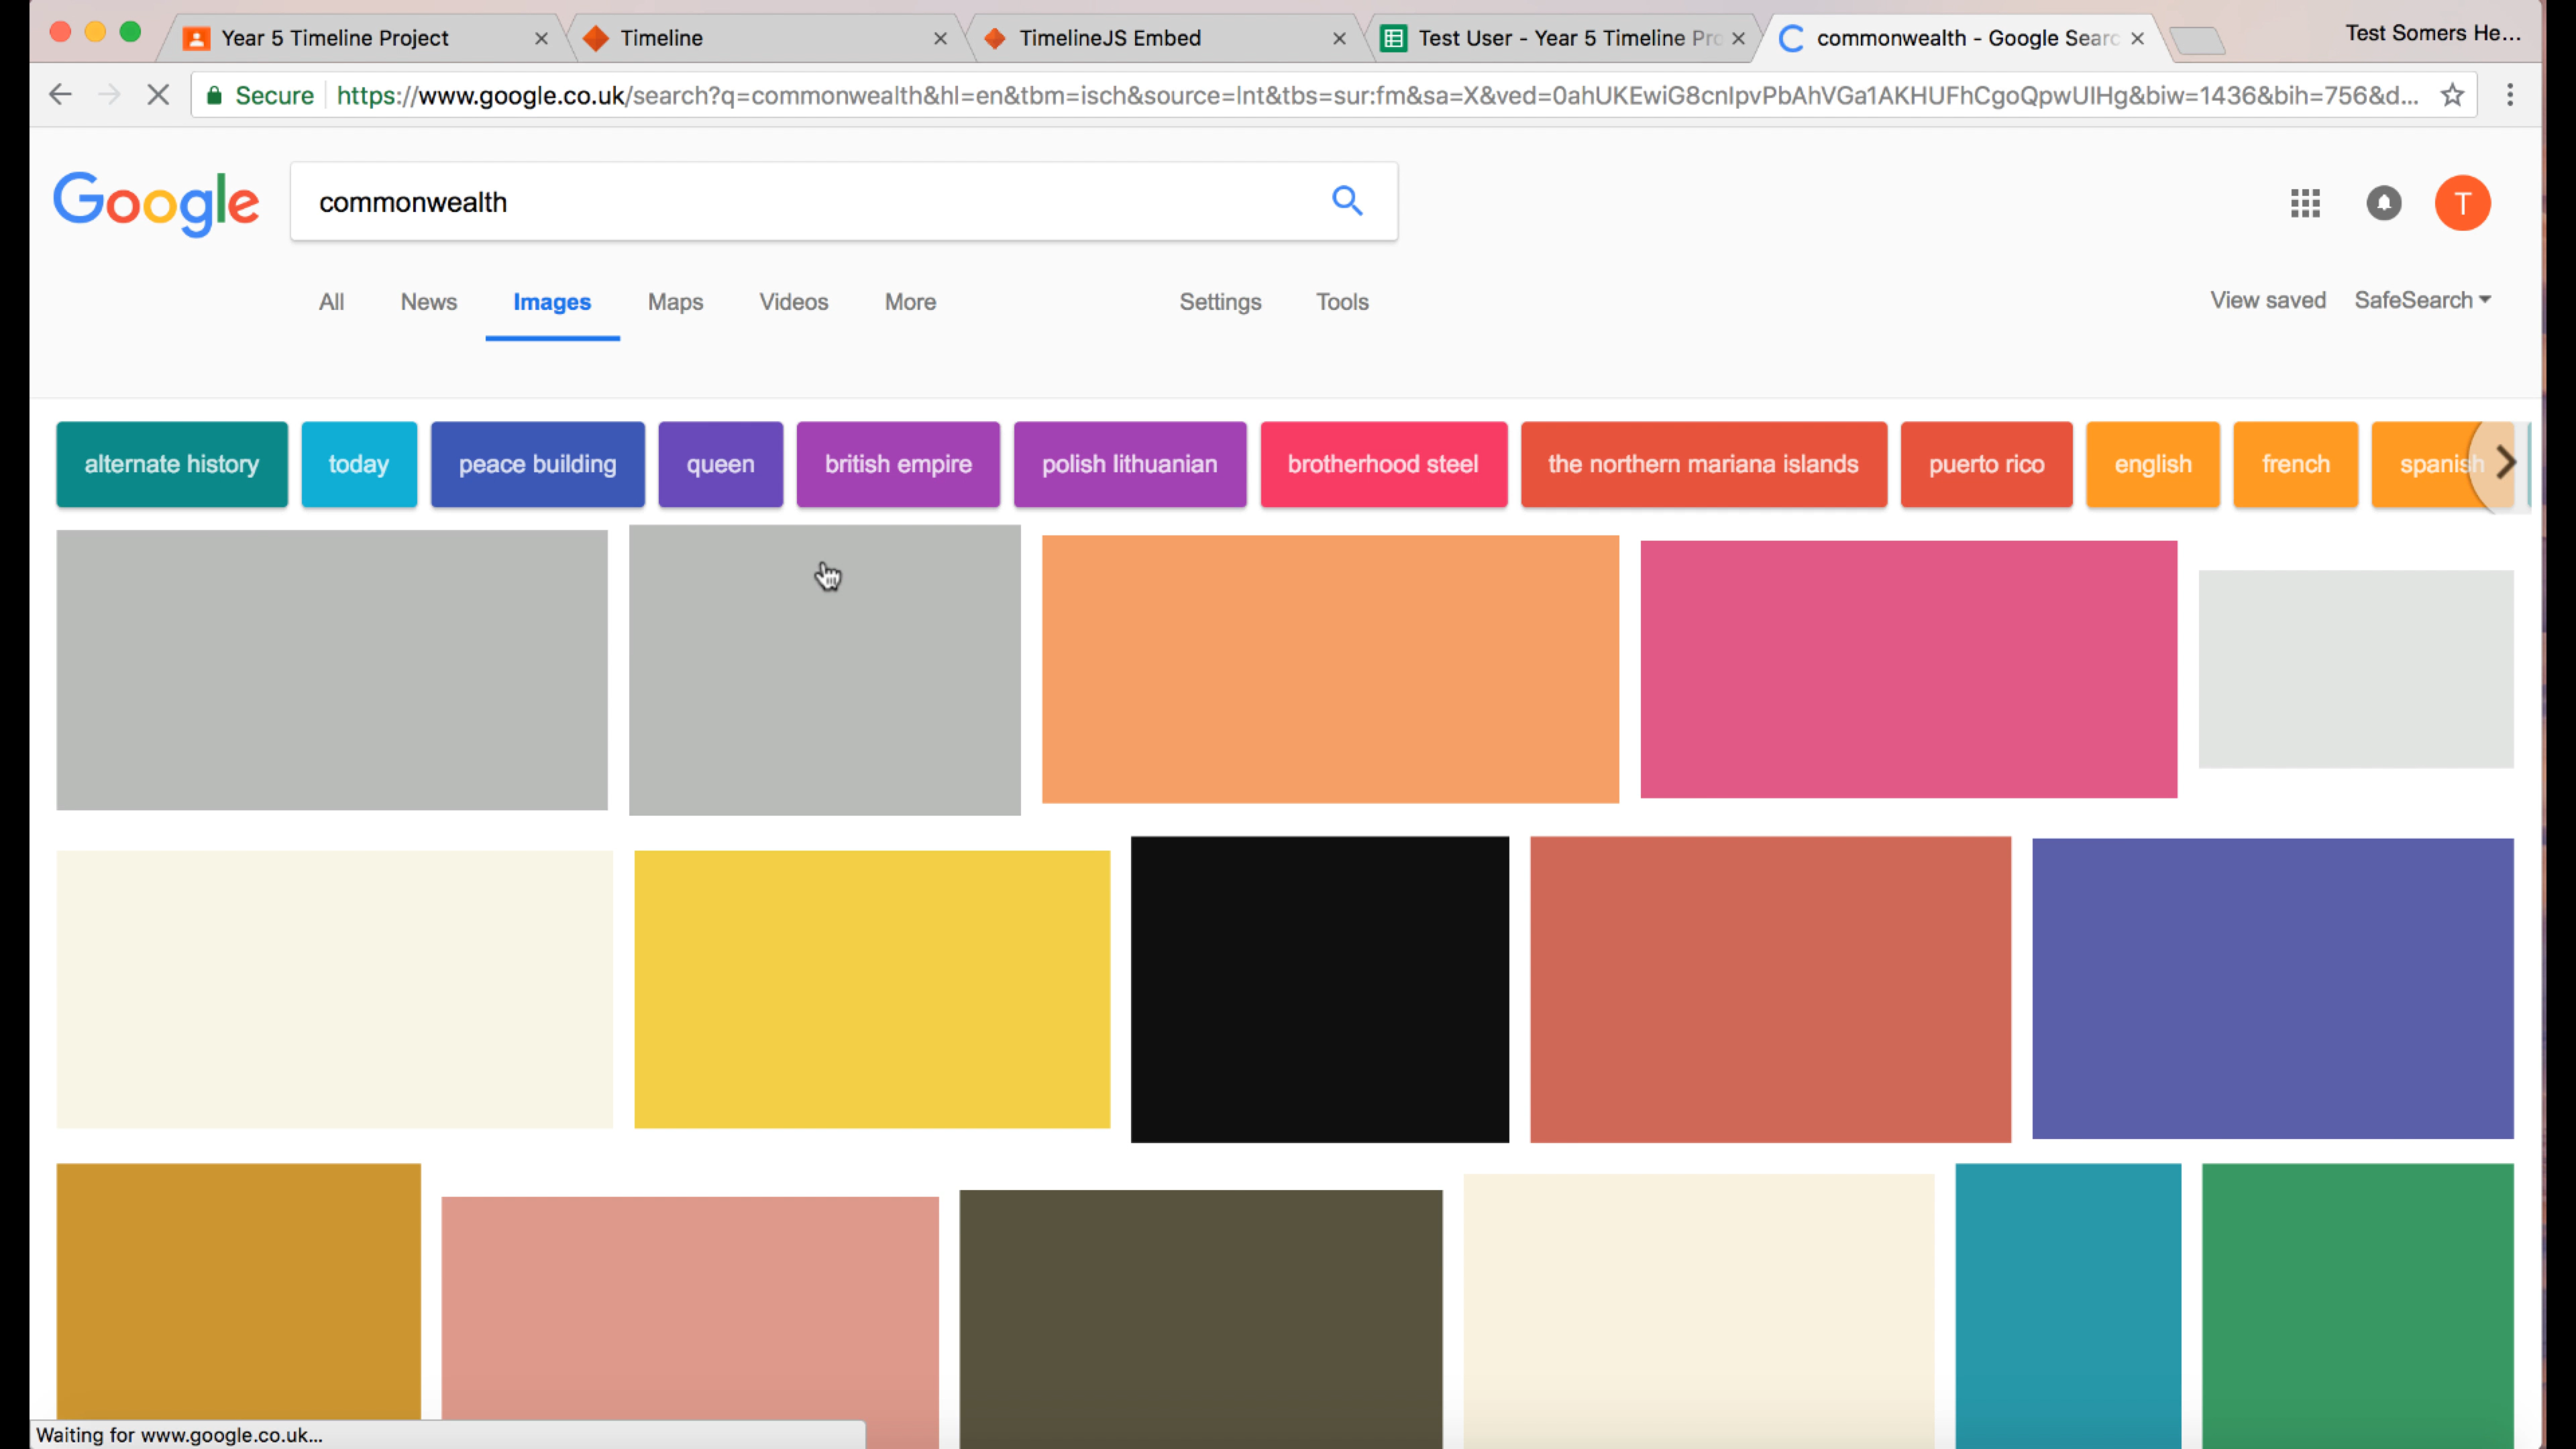 Year 5 Timeline Project
Timeline
TimelineJS Embed
Test User - Year 5 Timeline Pro
commonwealth - Google Searc
Test Somers He...
Secure
https://www.google.co.uk/search?q=commonwealth&hl=en&tbm=isch&source=lnt&tbs=sur:fm&sa=X&ved=0ahUKEwiG8cnlpvPbAhVGa1AKHUFhCgoQpwUIHg&biw=1436&bih=756&d...
Google
commonwealth
T
All News Images Maps Videos More Settings Tools View saved SafeSearch
alternate history today peace building queen british empire polish lithuanian brotherhood steel the northern mariana islands puerto rico english french spanish
Waiting for www.google.co.uk...